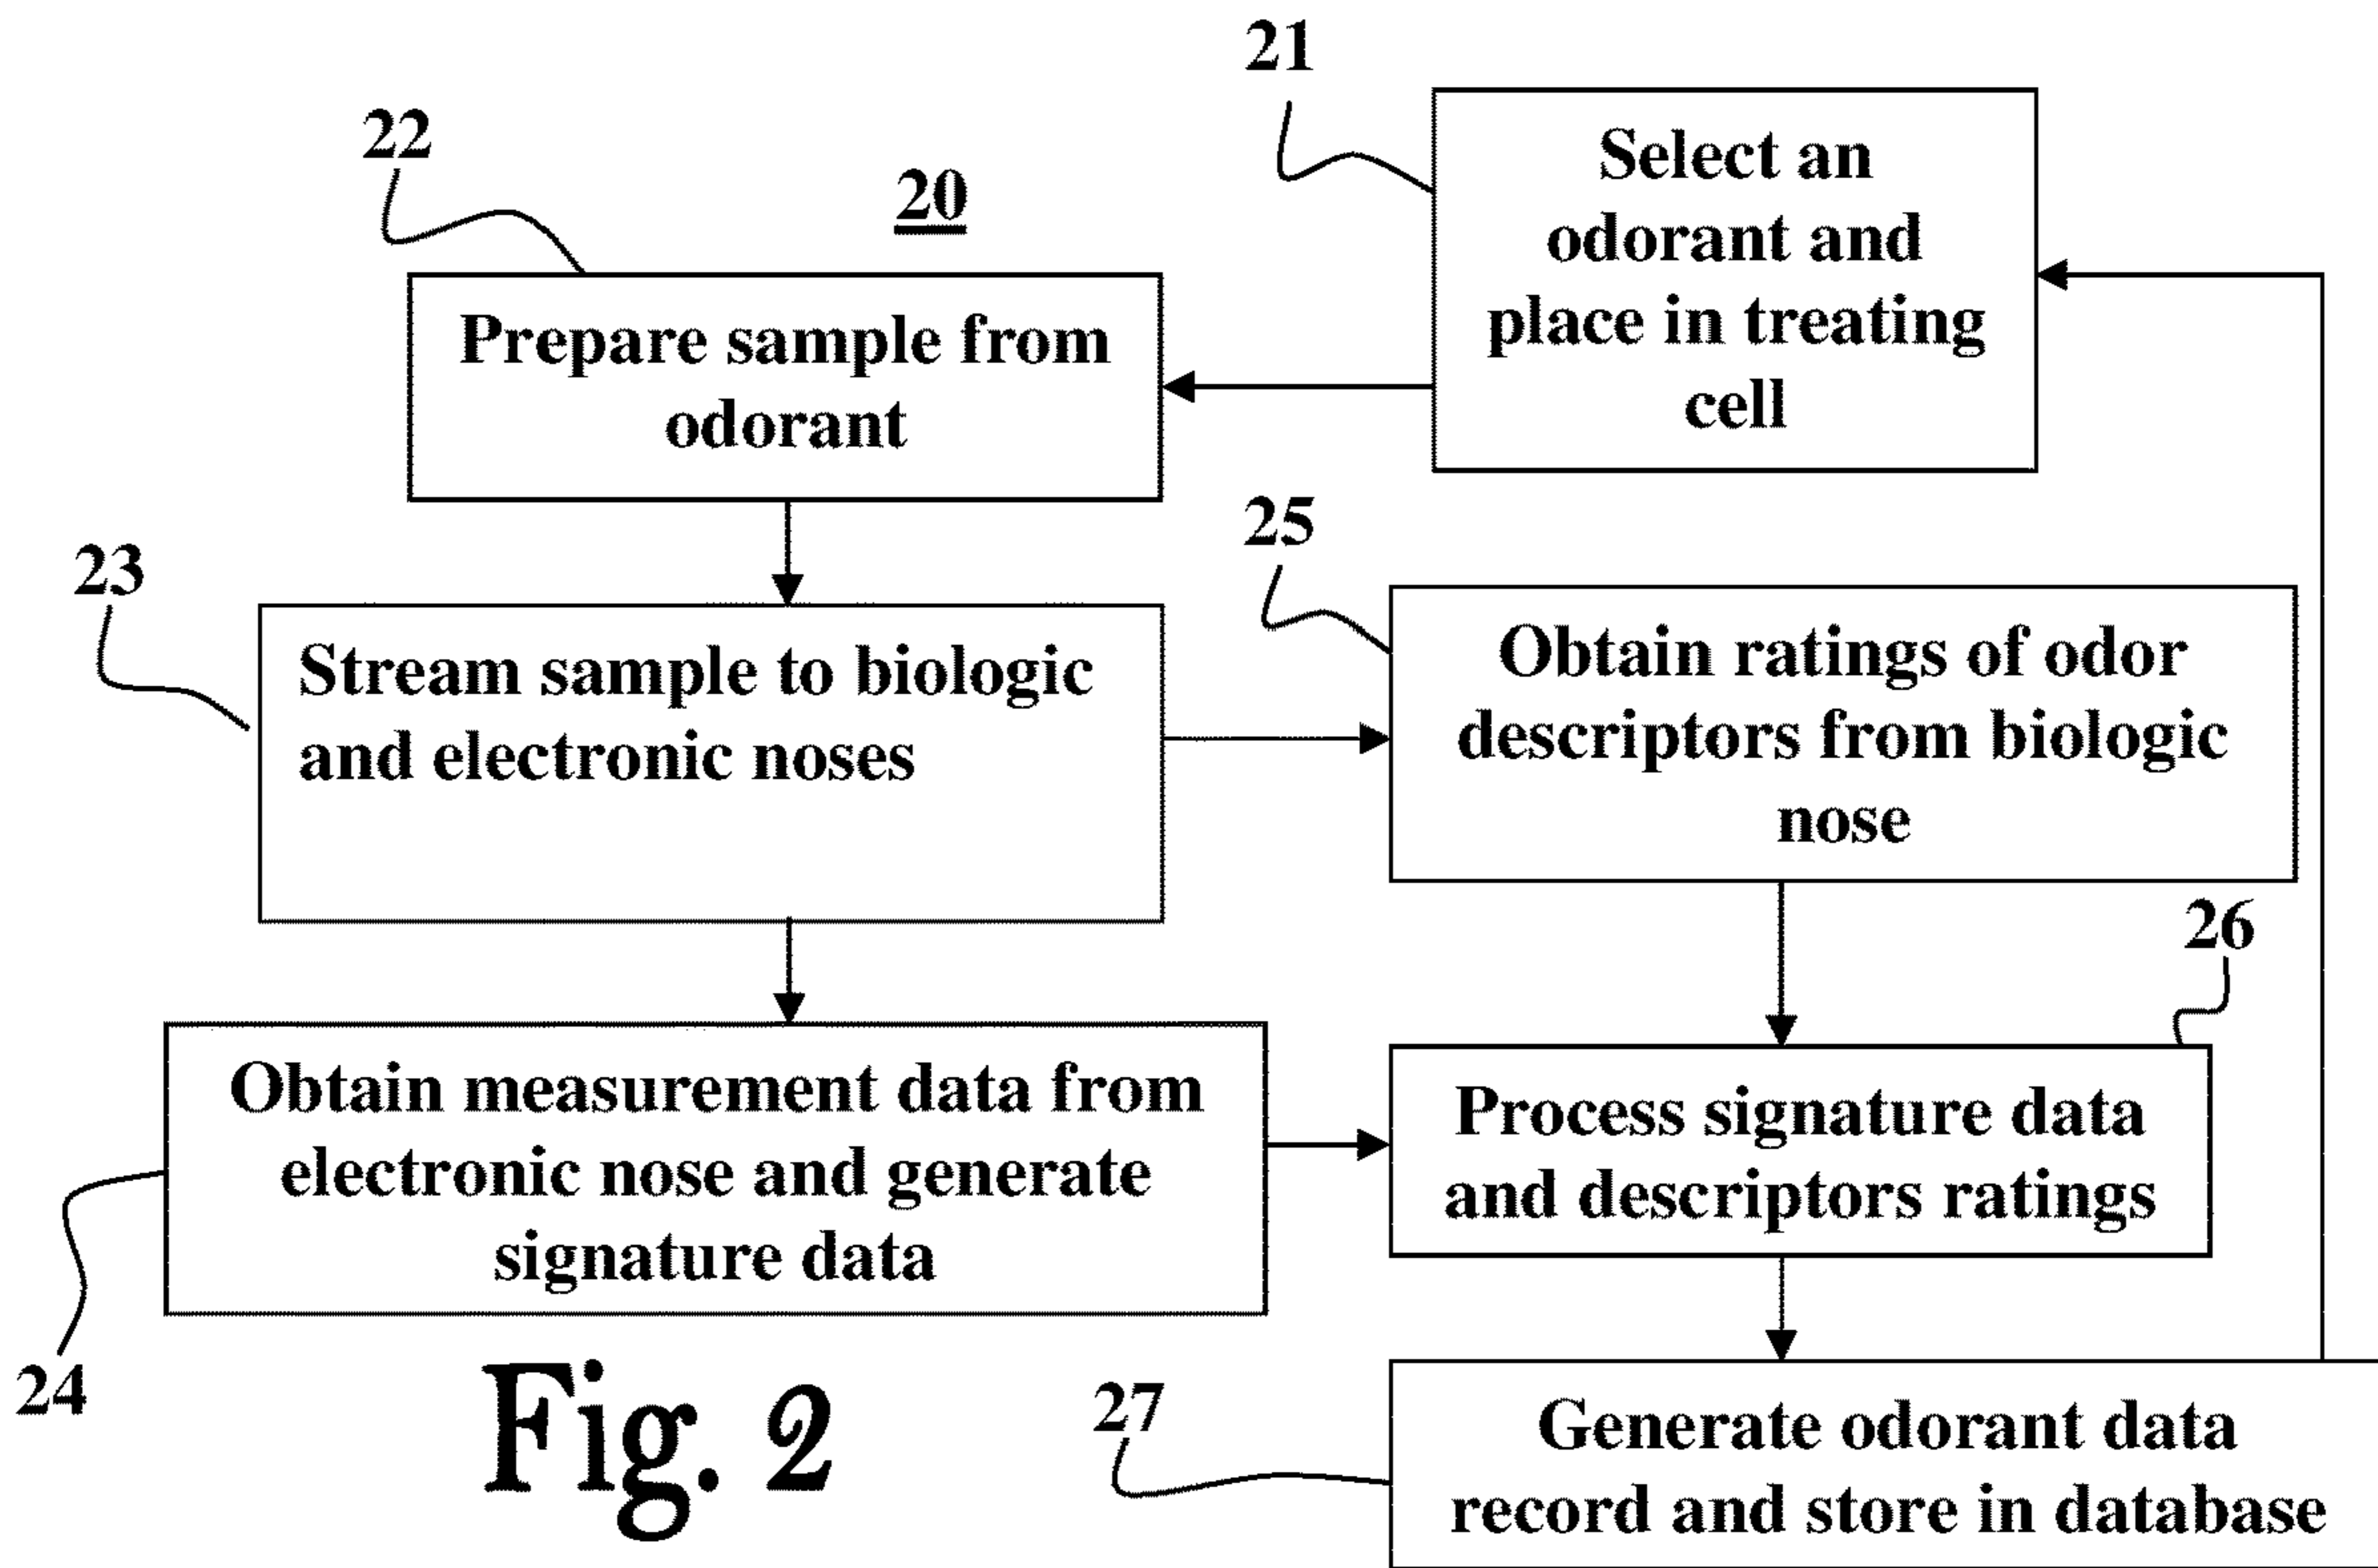 21
Select an
odorant and
place in treating
cell
22
20
Prepare sample from
odorant
23
Stream sample to biologic
and electronic noses
25
Obtain ratings of odor
descriptors from biologic
nose
24
Obtain measurement data from
electronic nose and generate
signature data
26
Process signature data
and descriptors ratings
27
Generate odorant data
record and store in database
Fig. 2